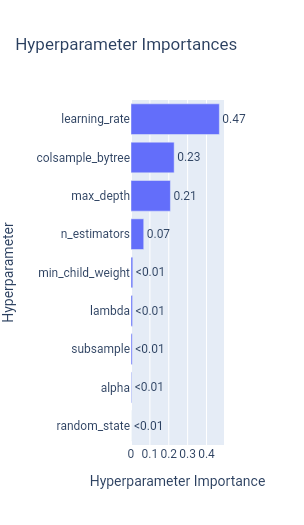 Hyperparameter Importances
Hyperparameter
learning_rate 0.47
colsample_bytree 0.23
max_depth 0.21
n_estimators 0.07
min_child_weight <0.01
lambda <0.01
subsample <0.01
alpha <0.01
random_state <0.01
0 0.1 0.2 0.3 0.4
Hyperparameter Importance